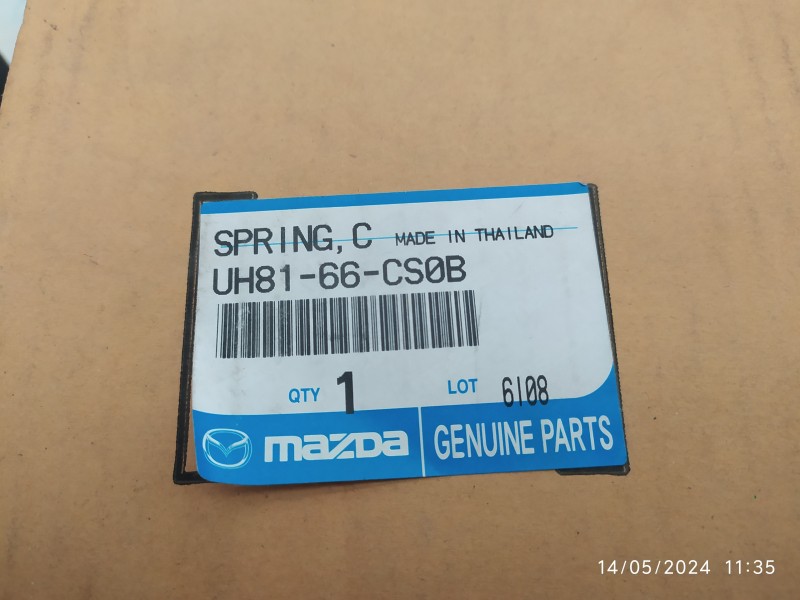 SPRING, C MADE IN THAILAND
UH81-66-CS0B
QTY 1 LOT 6108
mazda GENUINE PARTS
14/05/2024 11:35